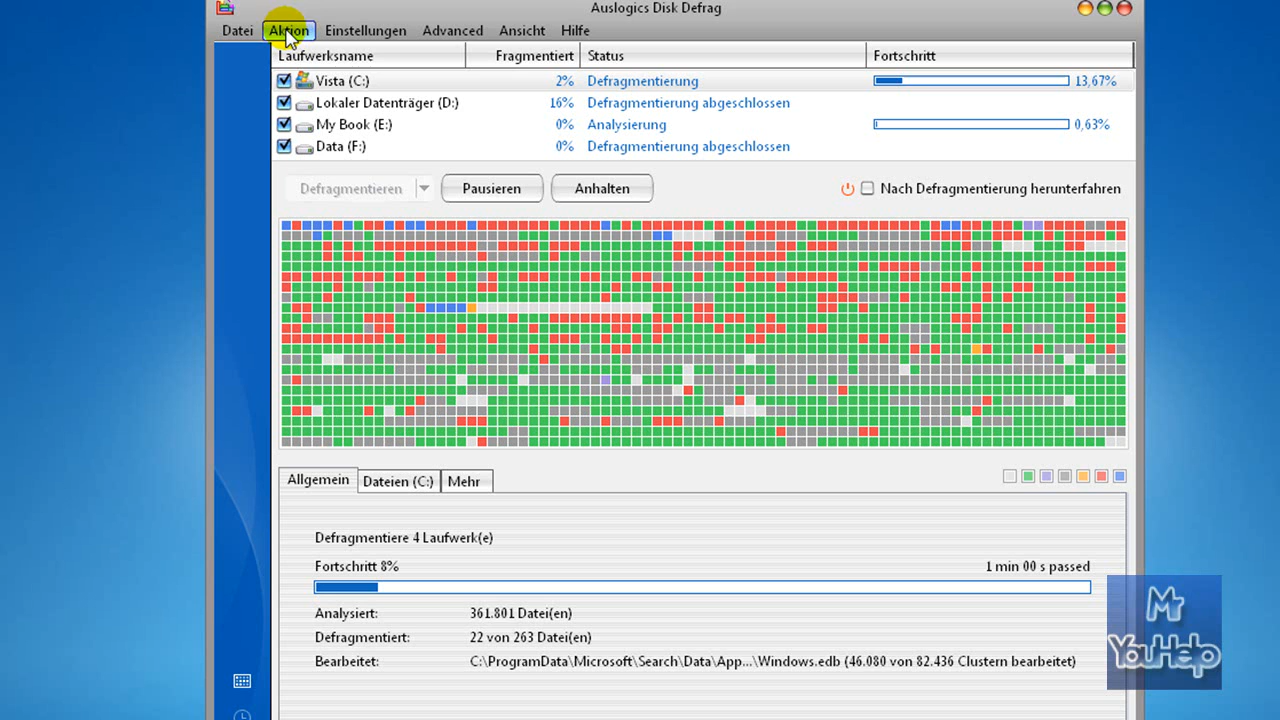 Auslogics Disk Defrag
Datei Aktion Einstellungen Advanced Ansicht Hilfe
Laufwerksname Fragmentiert Status Fortschritt
Vista (C:) 2% Defragmentierung 13,67%
Lokaler Datenträger (D:) 16% Defragmentierung abgeschlossen
My Book (E:) 0% Analysierung 0,63%
Data (F:) 0% Defragmentierung abgeschlossen
Defragmentieren Pausieren Anhalten Nach Defragmentierung herunterfahren
Allgemein Dateien (C:) Mehr
Defragmentiere 4 Laufwerk(e)
Fortschritt 8% 1 min 00 s passed
Analysiert: 361.801 Datei(en)
Defragmentiert: 22 von 263 Datei(en)
Bearbeitet: C:\ProgramData\Microsoft\Search\Data\App...\Windows.edb (46.080 von 82.436 Clustern bearbeitet)
Mr
YouHelp